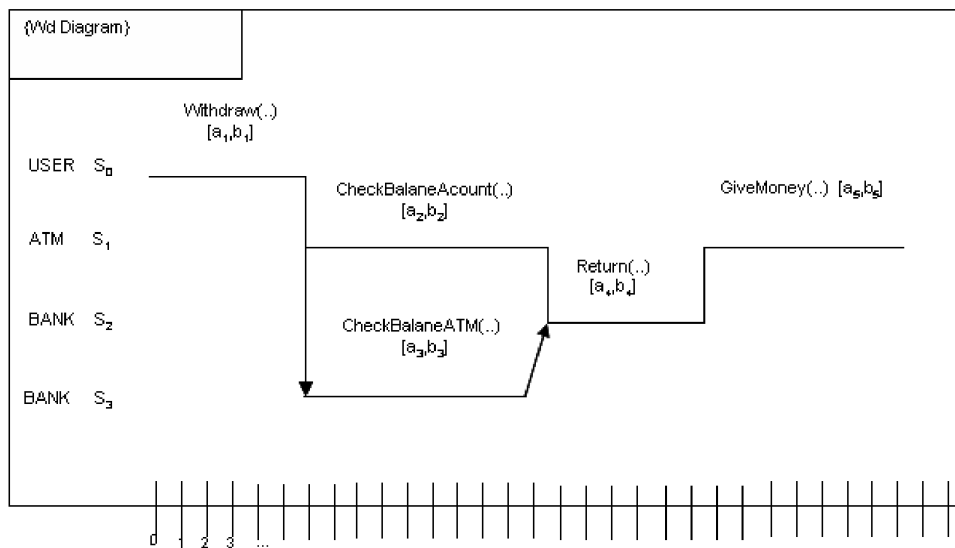 {Wd Diagram}
Withdraw(..)
[a₁,b₁]
USER S₀
CheckBalaneAcount(..)
[a₂,b₂]
GiveMoney(..) [a₅,b₅]
ATM S₁
Return(..)
[a₄,b₄]
BANK S₂
CheckBalaneATM(..)
[a₃,b₃]
BANK S₃
0 1 2 3 ...